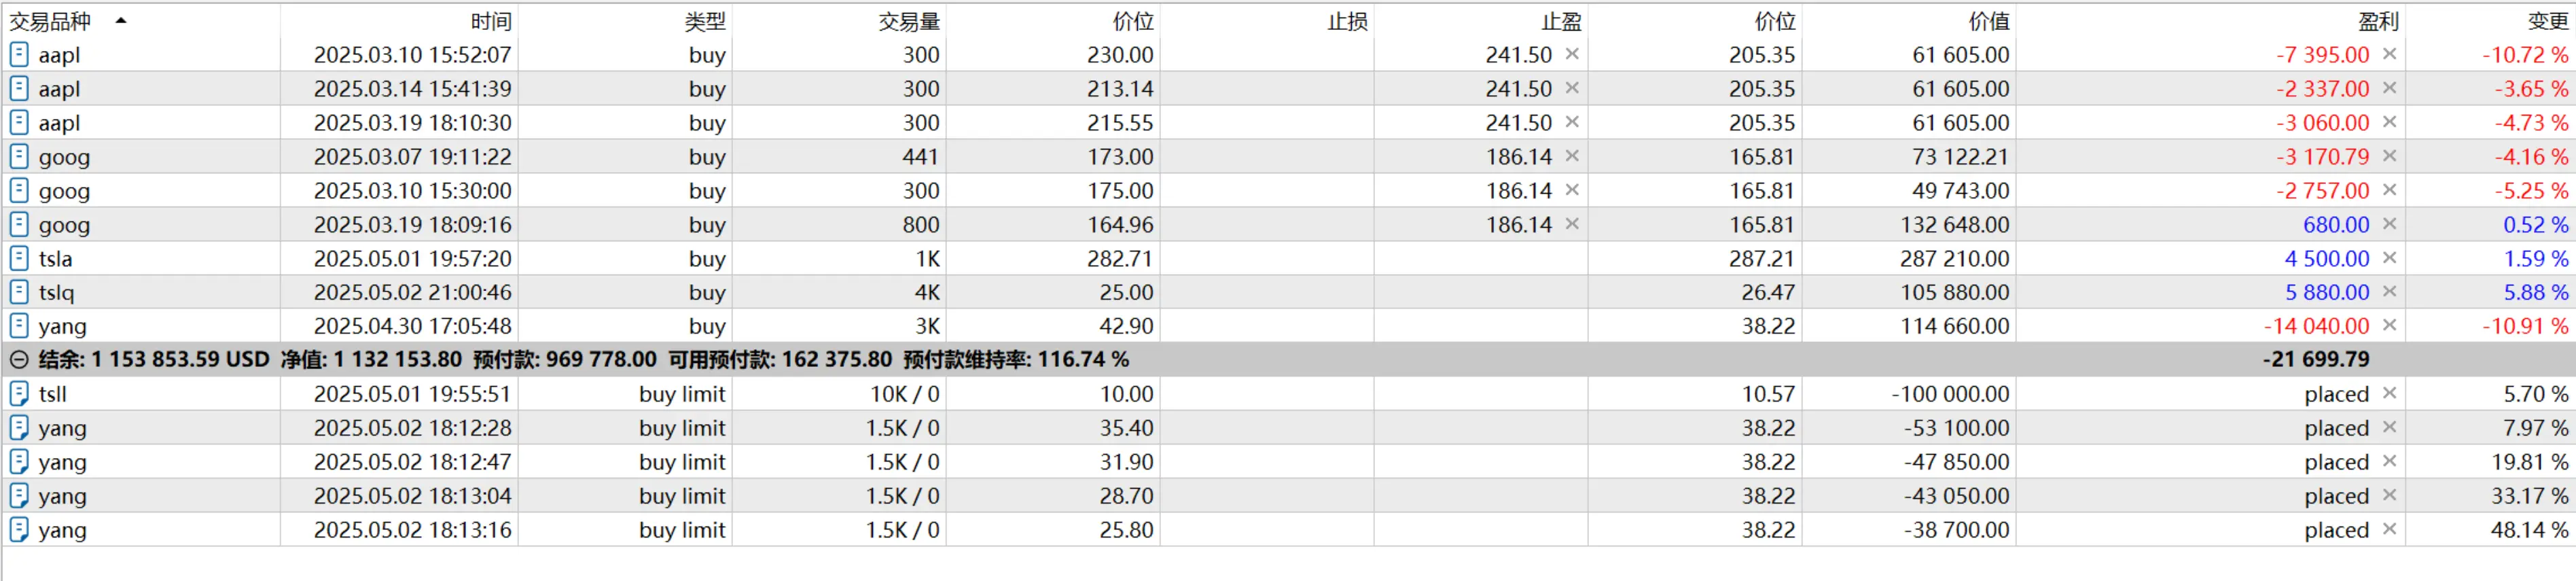 交易品种 时间 类型 交易量 价位 止损 止盈 价位 价值 盈利 变更
aapl 2025.03.10 15:52:07 buy 300 230.00 241.50 205.35 61 605.00 -7 395.00 -10.72 %
aapl 2025.03.14 15:41:39 buy 300 213.14 241.50 205.35 61 605.00 -2 337.00 -3.65 %
aapl 2025.03.19 18:10:30 buy 300 215.55 241.50 205.35 61 605.00 -3 060.00 -4.73 %
goog 2025.03.07 19:11:22 buy 441 173.00 186.14 165.81 73 122.21 -3 170.79 -4.16 %
goog 2025.03.10 15:30:00 buy 300 175.00 186.14 165.81 49 743.00 -2 757.00 -5.25 %
goog 2025.03.19 18:09:16 buy 800 164.96 186.14 165.81 132 648.00 680.00 0.52 %
tsla 2025.05.01 19:57:20 buy 1K 282.71 287.21 287 210.00 4 500.00 1.59 %
tslq 2025.05.02 21:00:46 buy 4K 25.00 26.47 105 880.00 5 880.00 5.88 %
yang 2025.04.30 17:05:48 buy 3K 42.90 38.22 114 660.00 -14 040.00 -10.91 %
结余: 1 153 853.59 USD 净值: 1 132 153.80 预付款: 969 778.00 可用预付款: 162 375.80 预付款维持率: 116.74 % -21 699.79
tsll 2025.05.01 19:55:51 buy limit 10K / 0 10.00 10.57 -100 000.00 placed 5.70 %
yang 2025.05.02 18:12:28 buy limit 1.5K / 0 35.40 38.22 -53 100.00 placed 7.97 %
yang 2025.05.02 18:12:47 buy limit 1.5K / 0 31.90 38.22 -47 850.00 placed 19.81 %
yang 2025.05.02 18:13:04 buy limit 1.5K / 0 28.70 38.22 -43 050.00 placed 33.17 %
yang 2025.05.02 18:13:16 buy limit 1.5K / 0 25.80 38.22 -38 700.00 placed 48.14 %